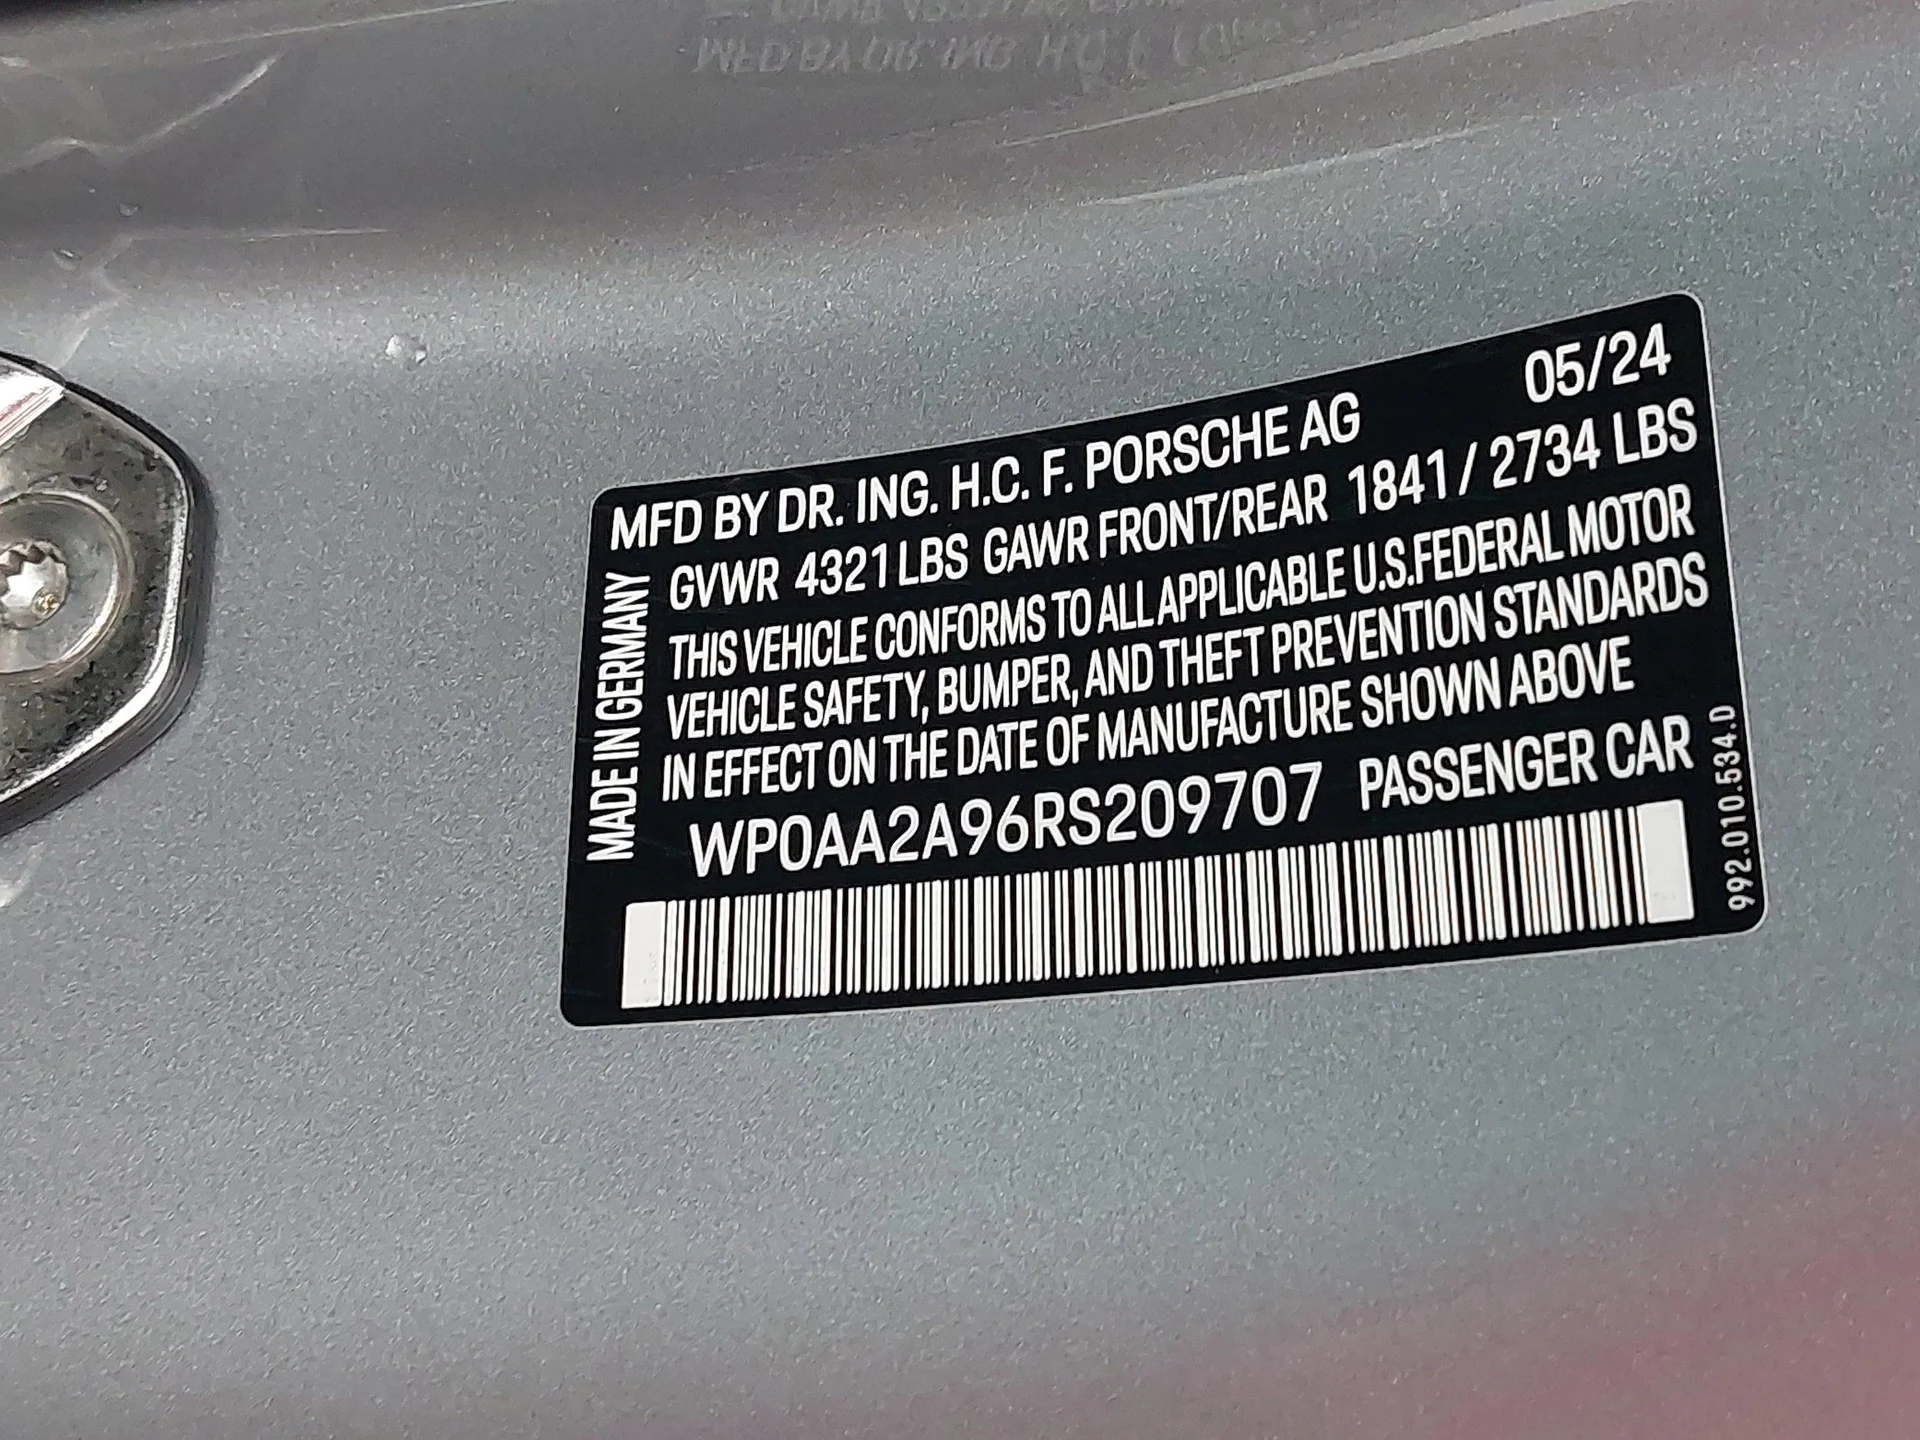 MFD BY DR. ING. H.C. F. PORSCHE AG 05/24
GVWR 4321 LBS GAWR FRONT/REAR 1841 / 2734 LBS
THIS VEHICLE CONFORMS TO ALL APPLICABLE U.S.FEDERAL MOTOR
VEHICLE SAFETY, BUMPER, AND THEFT PREVENTION STANDARDS
IN EFFECT ON THE DATE OF MANUFACTURE SHOWN ABOVE
WP0AA2A96RS209707 PASSENGER CAR
MADE IN GERMANY
992.010.534.D